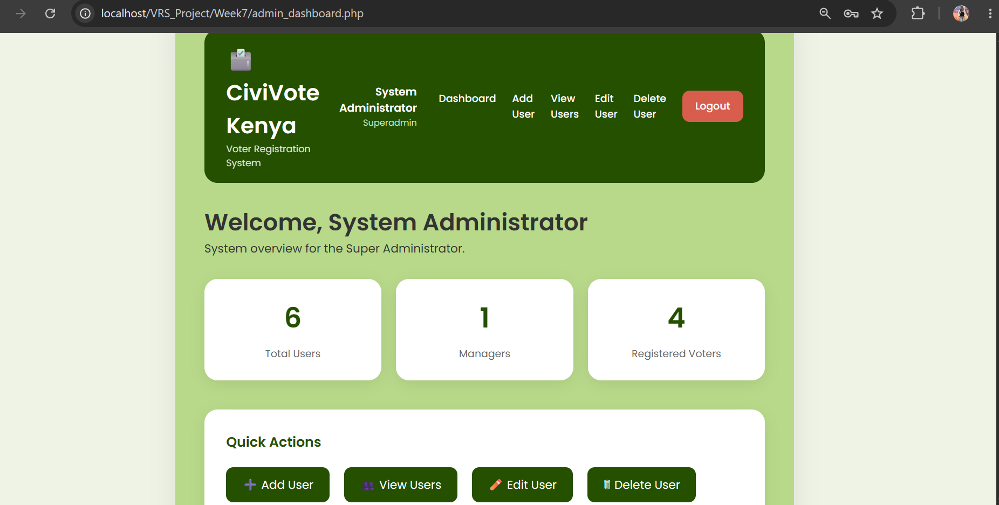 localhost/VRS_Project/Week7/admin_dashboard.php
CiviVote
Kenya
Voter Registration
System
System
Administrator
Superadmin
Dashboard
Add
User
View
Users
Edit
User
Delete
User
Logout
Welcome, System Administrator
System overview for the Super Administrator.
6
Total Users
1
Managers
4
Registered Voters
Quick Actions
Add User
View Users
Edit User
Delete User